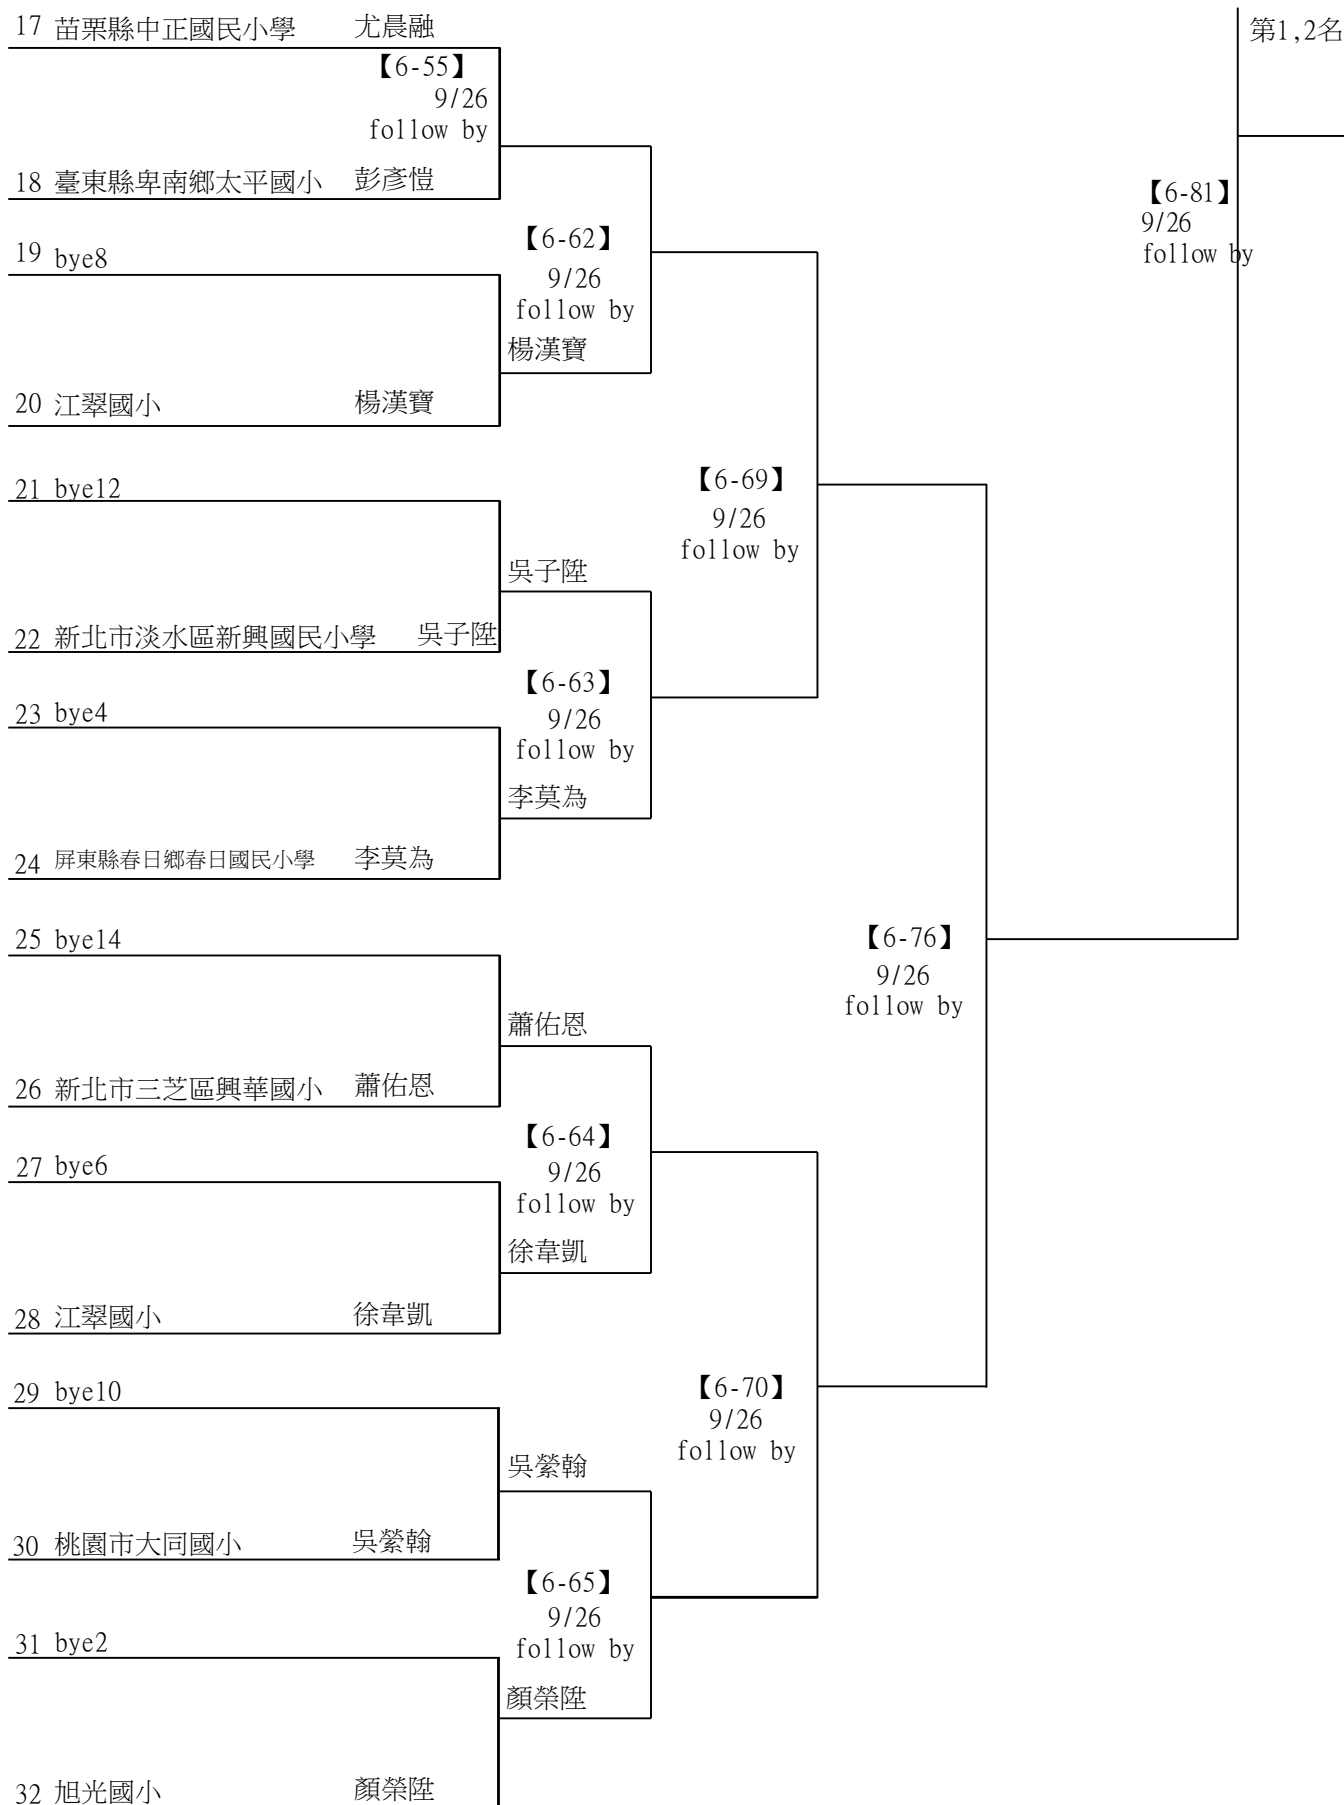 17 苗栗縣中正國民小學 尤晨融
第1,2名
【6-55】
9/26
follow by
18 臺東縣卑南鄉太平國小 彭彥愷
【6-81】
9/26
follow by
19 bye8
【6-62】
9/26
follow by
楊漢寶
20 江翠國小 楊漢寶
21 bye12
【6-69】
9/26
follow by
吳子陞
22 新北市淡水區新興國民小學 吳子陞
【6-63】
9/26
follow by
23 bye4
李莫為
24 屏東縣春日鄉春日國民小學 李莫為
25 bye14
【6-76】
9/26
follow by
蕭佑恩
26 新北市三芝區興華國小 蕭佑恩
【6-64】
9/26
follow by
27 bye6
徐韋凱
28 江翠國小 徐韋凱
29 bye10
【6-70】
9/26
follow by
吳縈翰
30 桃園市大同國小 吳縈翰
【6-65】
9/26
follow by
31 bye2
顏榮陞
32 旭光國小 顏榮陞